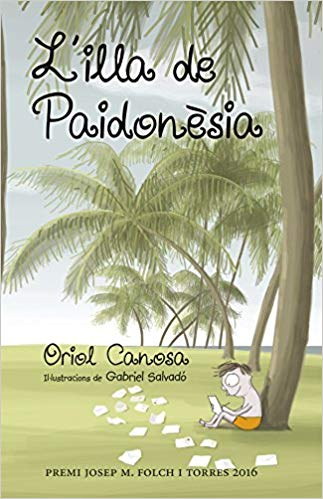 L'illa de
Paidonèsia
Oriol Canosa
Il·lustracions de Gabriel Salvadó
PREMI JOSEP M. FOLCH I TORRES 2016